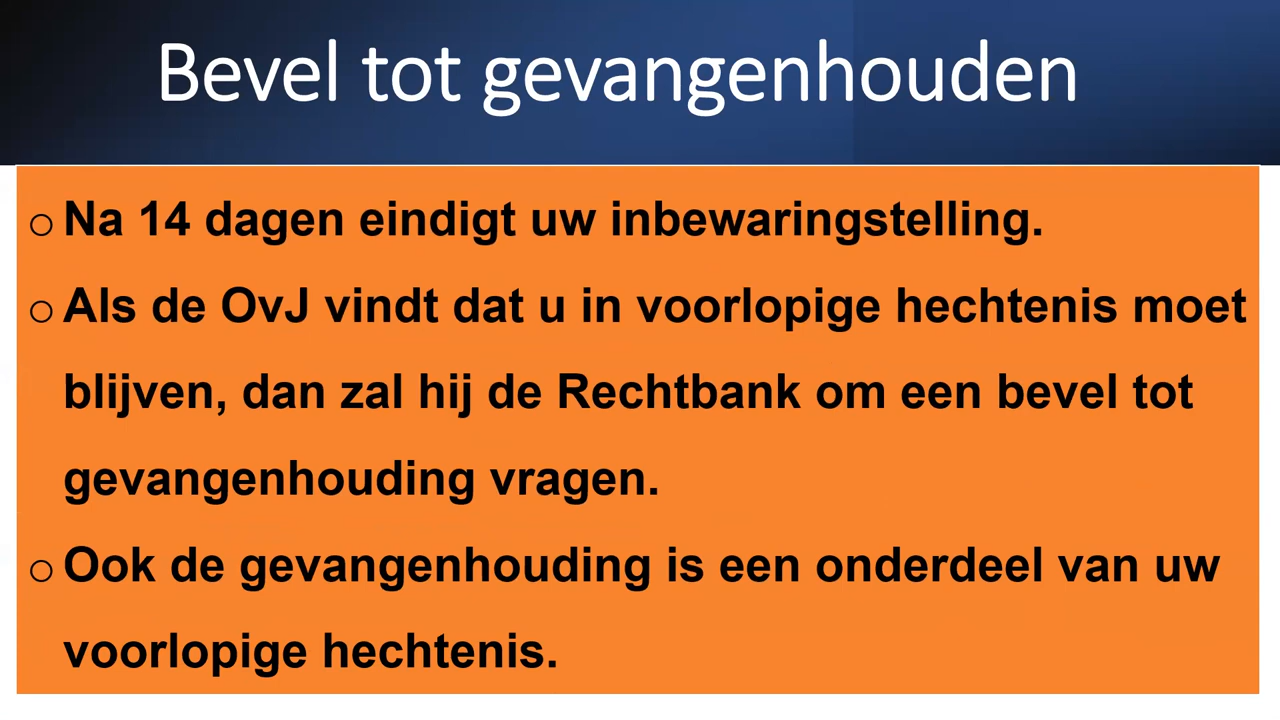 Bevel tot gevangenhouden
o Na 14 dagen eindigt uw inbewaringstelling.
o Als de OvJ vindt dat u in voorlopige hechtenis moet
blijven, dan zal hij de Rechtbank om een bevel tot
gevangenhouding vragen.
o Ook de gevangenhouding is een onderdeel van uw
voorlopige hechtenis.